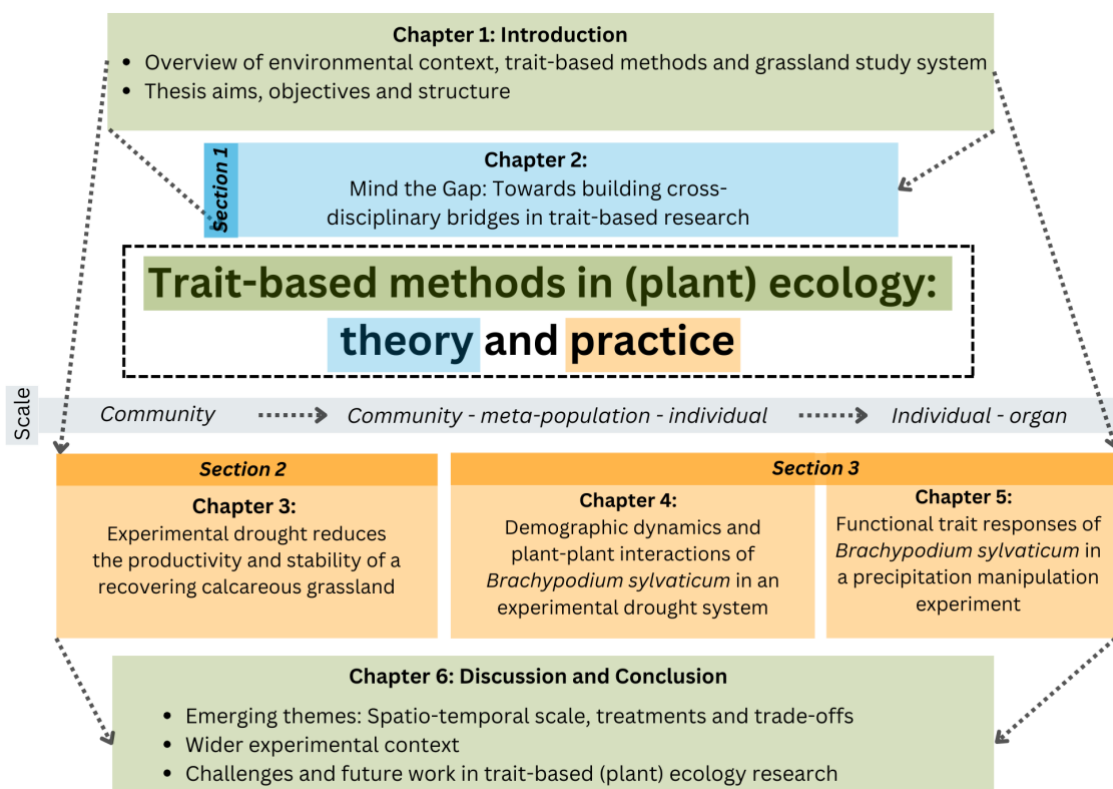 Chapter 1: Introduction
• Overview of environmental context, trait-based methods and grassland study system
• Thesis aims, objectives and structure
Section 1
Chapter 2:
Mind the Gap: Towards building cross-
disciplinary bridges in trait-based research
Trait-based methods in (plant) ecology:
theory and practice
Scale
Community
Community - meta-population - individual
Individual - organ
Section 2
Chapter 3:
Experimental drought reduces
the productivity and stability of a
recovering calcareous grassland
Section 3
Chapter 4:
Demographic dynamics and
plant-plant interactions of
Brachypodium sylvaticum in an
experimental drought system
Chapter 5:
Functional trait responses of
Brachypodium sylvaticum in
a precipitation manipulation
experiment
Chapter 6: Discussion and Conclusion
• Emerging themes: Spatio-temporal scale, treatments and trade-offs
• Wider experimental context
• Challenges and future work in trait-based (plant) ecology research